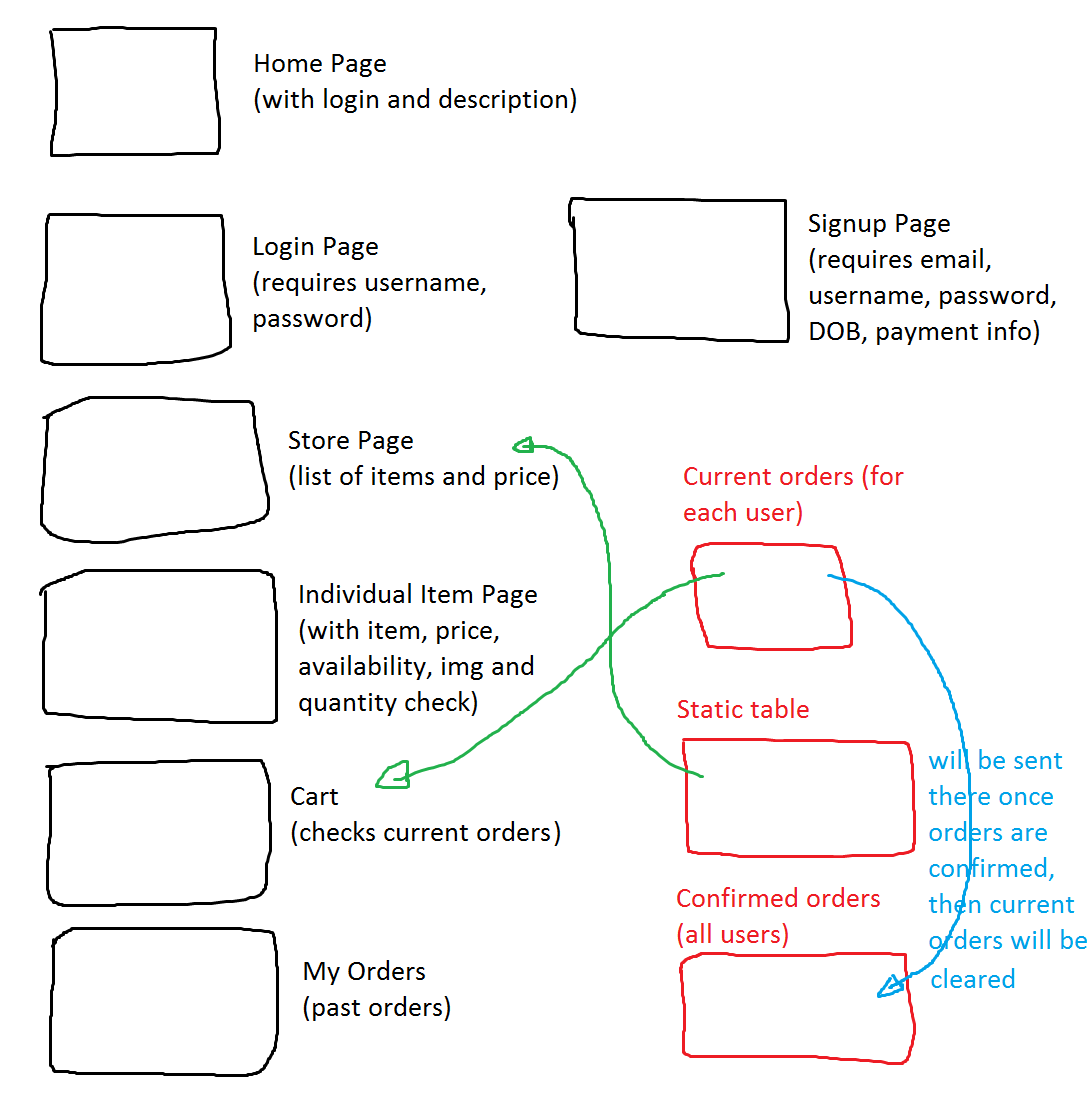 Home Page
(with login and description)
Login Page
(requires username,
password)
Signup Page
(requires email,
username, password,
DOB, payment info)
Store Page
(list of items and price)
Current orders (for
each user)
Individual Item Page
(with item, price,
availability, img and
quantity check)
Static table
will be sent
there once
orders are
confirmed,
then current
orders will be
cleared
Cart
(checks current orders)
Confirmed orders
(all users)
My Orders
(past orders)